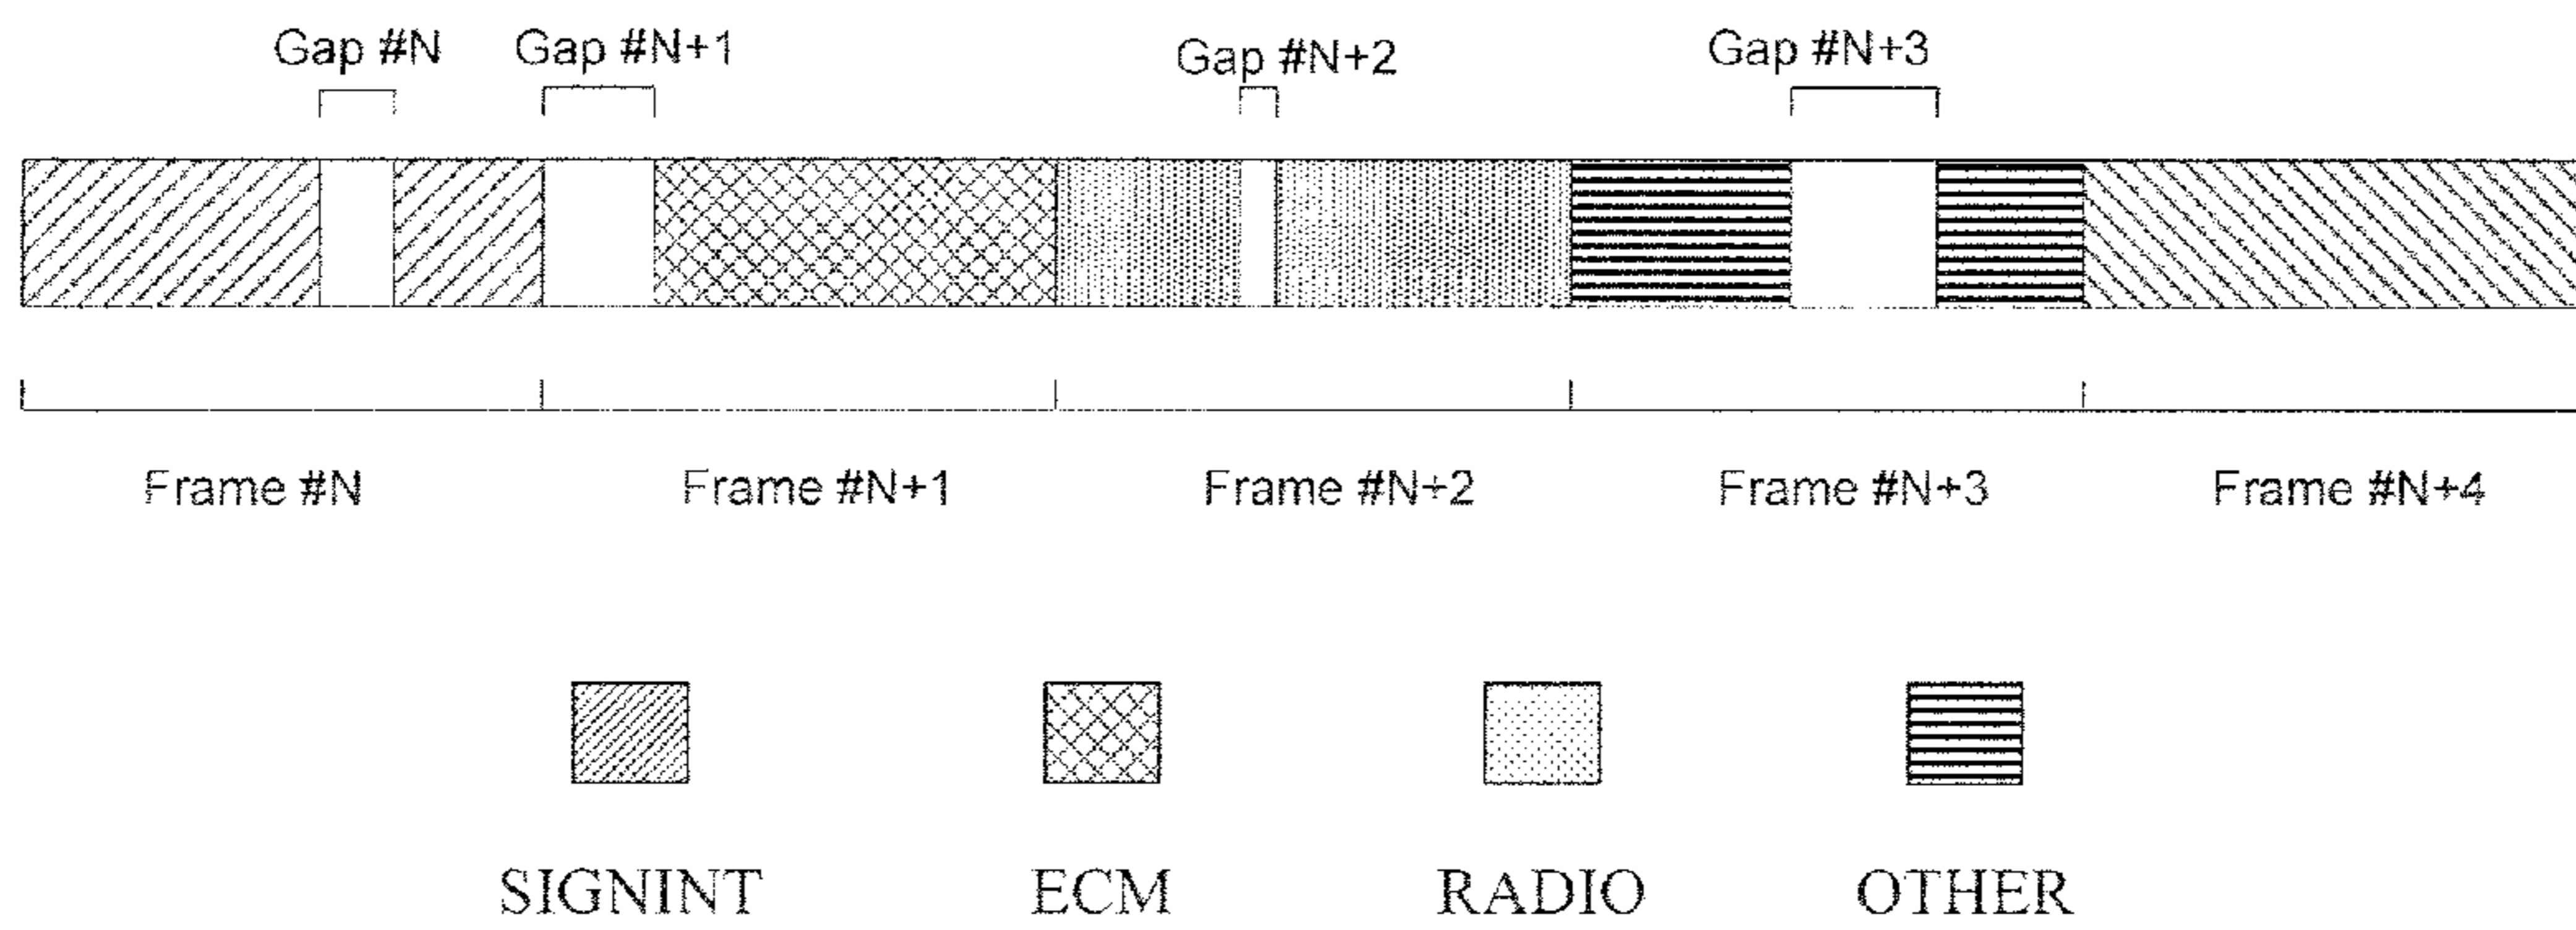 Gap #N Gap #N+1 Gap #N+2 Gap #N+3
Frame #N Frame #N+1 Frame #N+2 Frame #N+3 Frame #N+4
SIGNINT ECM RADIO OTHER